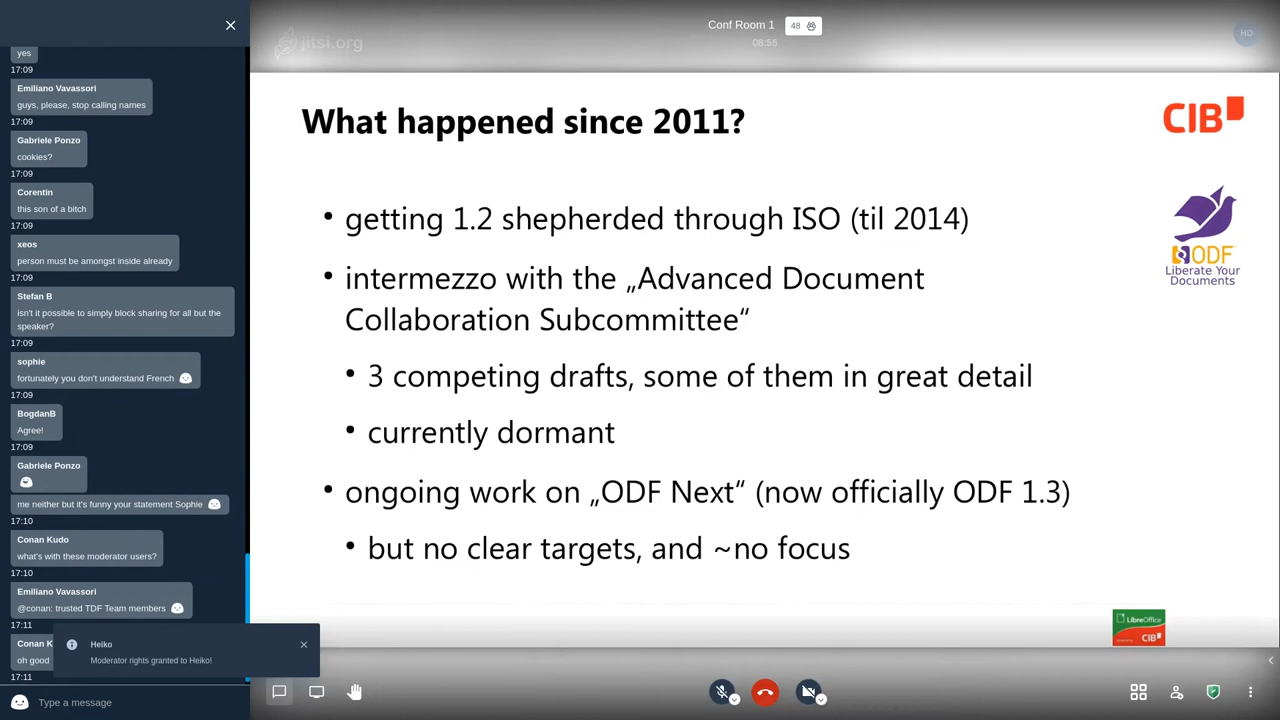 yes
17:09
Emiliano Vavassori
guys, please, stop calling names
17:09
Gabriele Ponzo
cookies?
17:09
Corentin
this son of a bitch
17:09
xeos
person must be amongst inside already
17:09
Stefan B
isn't it possible to simply block sharing for all but the
speaker?
17:09
sophie
fortunately you don't understand French
17:09
BogdanB
Agree!
17:09
Gabriele Ponzo
me neither but it's funny your statement Sophie
17:10
Conan Kudo
what's with these moderator users?
17:10
Emiliano Vavassori
@conan: trusted TDF Team members
17:11
Conan K
oh good
17:11
Heiko
Moderator rights granted to Heiko!
Type a message
jitsi.org
Conf Room 1
48
08:55
HD
What happened since 2011?
CIB
• getting 1.2 shepherded through ISO (til 2014)
• intermezzo with the „Advanced Document
Collaboration Subcommittee“
• 3 competing drafts, some of them in great detail
• currently dormant
• ongoing work on „ODF Next“ (now officially ODF 1.3)
• but no clear targets, and ~no focus
ODF
Liberate Your
Documents
LibreOffice
CIB